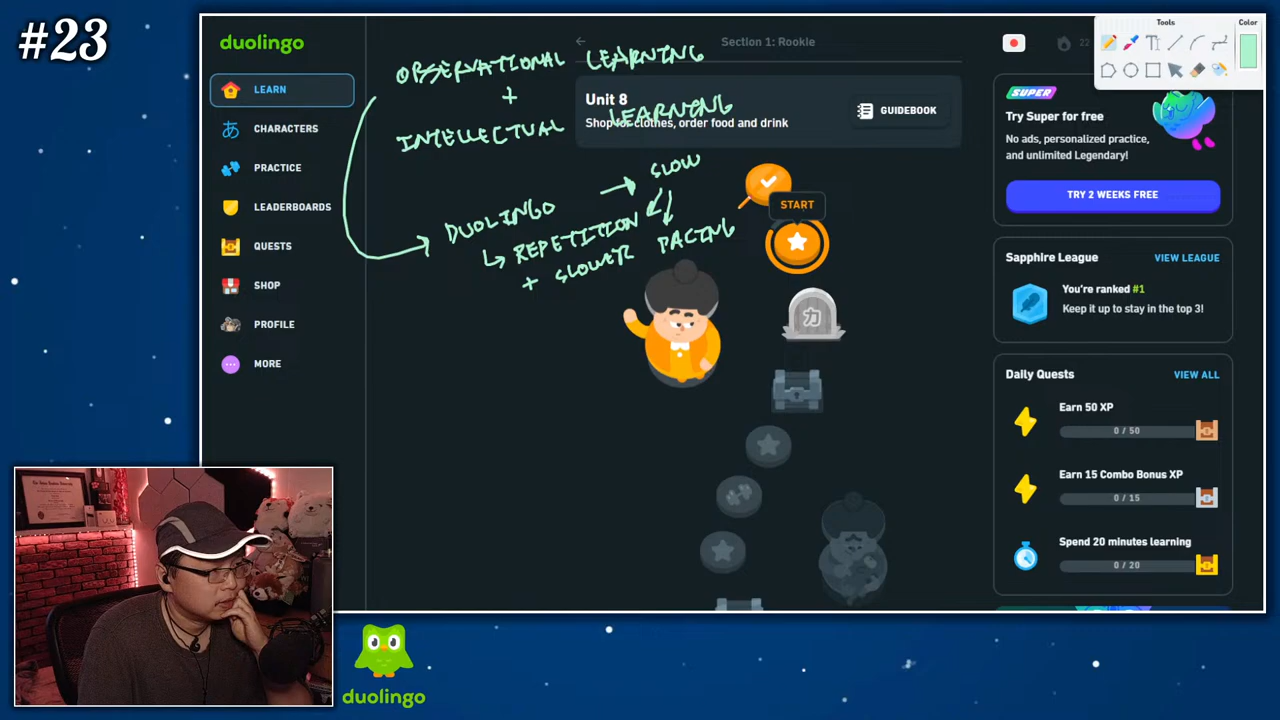 #23
duolingo
LEARN
CHARACTERS
PRACTICE
LEADERBOARDS
QUESTS
SHOP
PROFILE
MORE
あ
OBSERVATIONAL LEARNING
+
INTELLECTUAL LEARNING
DUOLINGO → SLOW
↳ REPETITION
+ SLOWER PACING
Section 1: Rookie
Unit 8
Shop for clothes, order food and drink
GUIDEBOOK
START
力
22
Tools
Color
SUPER
Try Super for free
No ads, personalized practice,
and unlimited Legendary!
TRY 2 WEEKS FREE
Sapphire League
VIEW LEAGUE
You're ranked #1
Keep it up to stay in the top 3!
Daily Quests
VIEW ALL
Earn 50 XP
0 / 50
Earn 15 Combo Bonus XP
0 / 15
Spend 20 minutes learning
0 / 20
duolingo